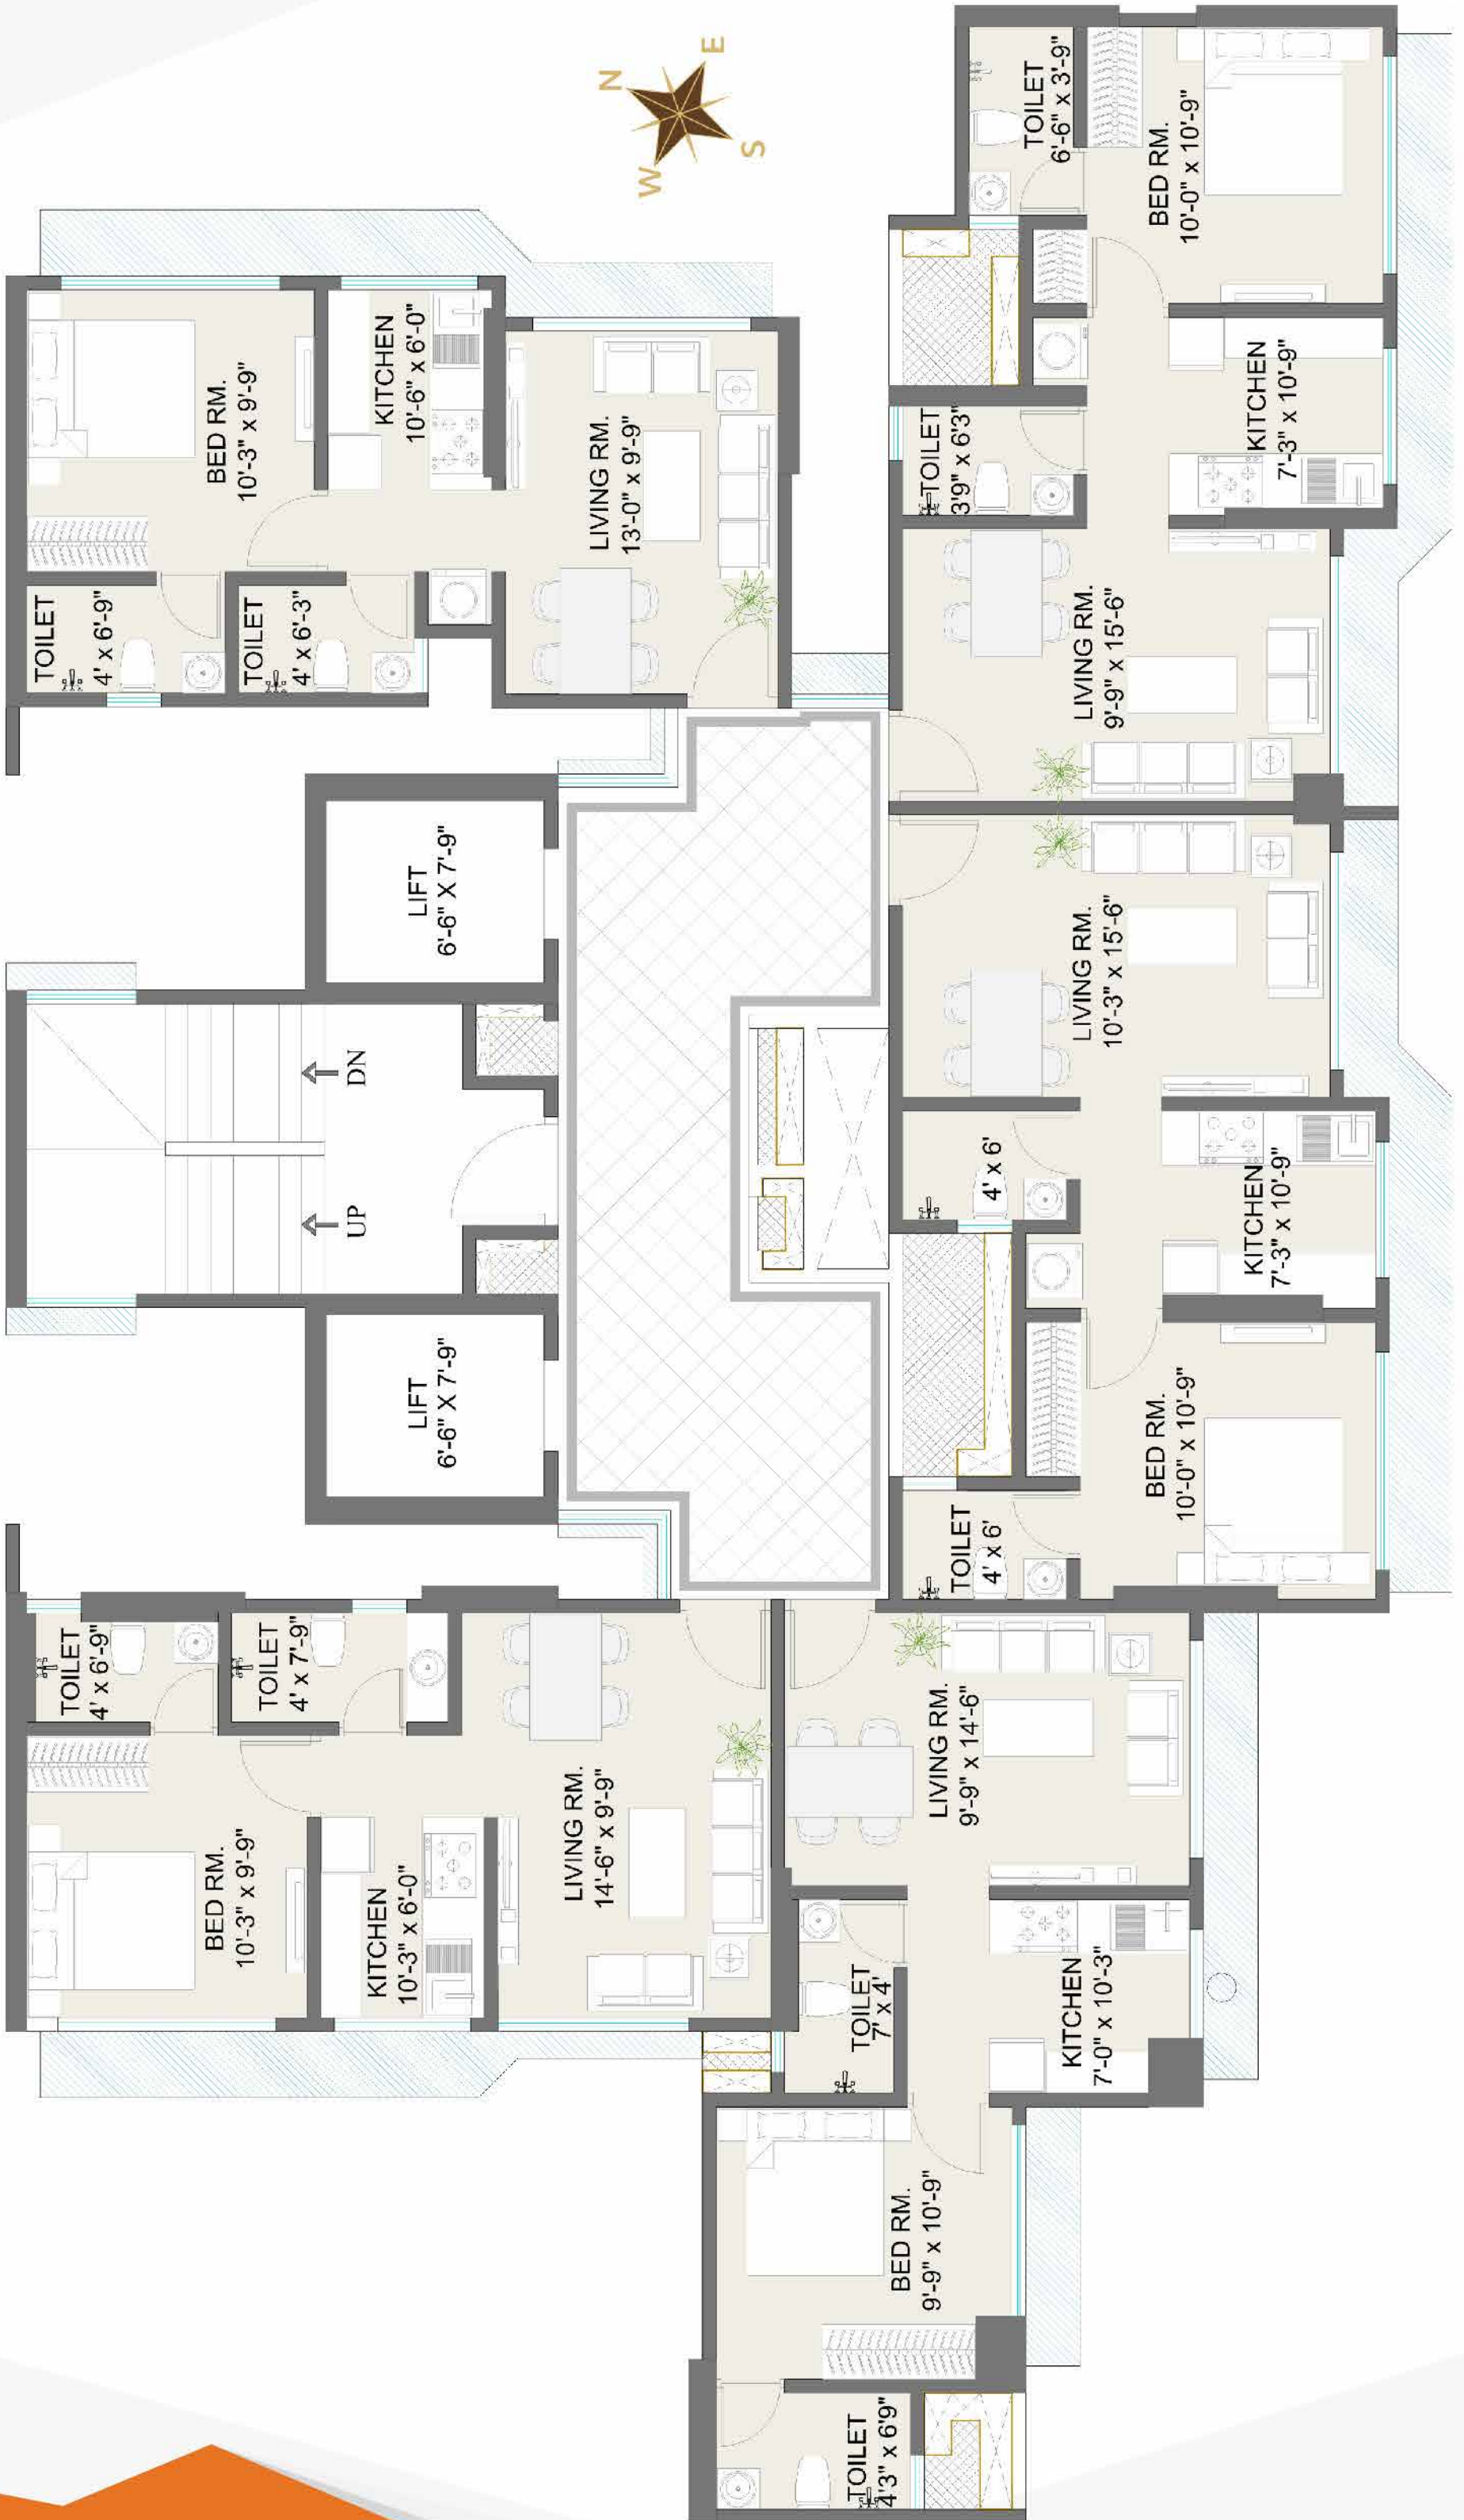 N
E
W
S
BED RM.
10'-3" x 9'-9"
KITCHEN
10'-6" x 6'-0"
LIVING RM.
13'-0" x 9'-9"
TOILET
4' x 6'-9"
TOILET
4' x 6'-3"
TOILET
6'-6" x 3'-9"
BED RM.
10'-0" x 10'-9"
KITCHEN
7'-3" x 10'-9"
TOILET
3'9" x 6'3"
LIVING RM.
9'-9" x 15'-6"
LIFT
6'-6" X 7'-9"
DN
UP
LIFT
6'-6" X 7'-9"
LIVING RM.
10'-3" x 15'-6"
4' x 6'
KITCHEN
7'-3" x 10'-9"
BED RM.
10'-0" x 10'-9"
TOILET
4' x 6'
TOILET
4' x 6'-9"
TOILET
4' x 7'-9"
BED RM.
10'-3" x 9'-9"
KITCHEN
10'-3" x 6'-0"
LIVING RM.
14'-6" x 9'-9"
LIVING RM.
9'-9" x 14'-6"
TOILET
7' x 4'
KITCHEN
7'-0" x 10'-3"
BED RM.
9'-9" x 10'-9"
TOILET
4'3" x 6'9"